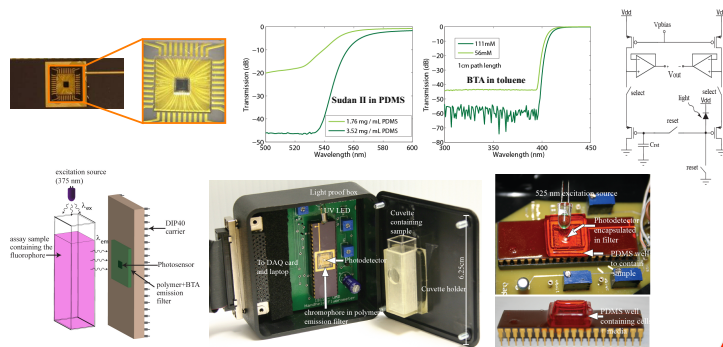 0
-10
-20
-30
-40
-50
Transmission (dB)
500
520
540
560
580
600
Wavelength (nm)
Sudan II in PDMS
1.76 mg / mL PDMS
3.52 mg / mL PDMS
0
-10
-20
-30
-40
-50
-60
-70
-80
Transmission (dB)
300
350
400
450
Wavelength(nm)
111mM
56mM
1cm path length
BTA in toluene
Vdd
Vdd
Vpbias
Vout
select
select
light
Vdd
reset
Cint
reset
excitation source
(375 nm)
λex
λem
assay sample
containing the
fluorophore
DIP40
carrier
Photosensor
polymer+BTA
emission
filter
Light proof box
UV LED
Cuvette
containing
sample
To DAQ card
and laptop
Photodetector
6.25cm
Cuvette holder
chromophore in polymer
emission filter
525 nm excitation source
Photodetector
encapsulated
in filter
PDMS well
to contain
sample
PDMS well
containing cell
media